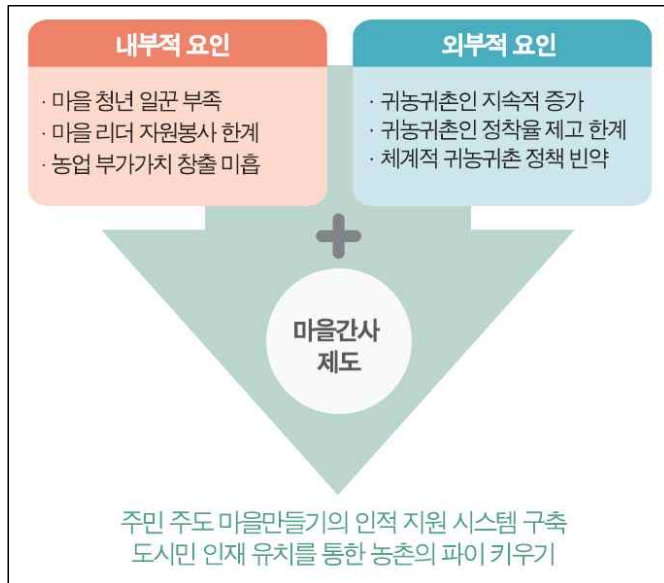 내부적 요인
· 마을 청년 일꾼 부족
· 마을 리더 자원봉사 한계
· 농업 부가가치 창출 미흡
외부적 요인
· 귀농귀촌인 지속적 증가
· 귀농귀촌인 정착율 제고 한계
· 체계적 귀농귀촌 정책 빈약
마을간사
제도
주민 주도 마을만들기의 인적 지원 시스템 구축
도시민 인재 유치를 통한 농촌의 파이 키우기